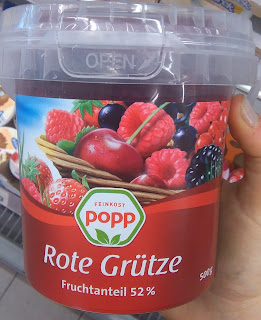 OPEN
FEINKOST
popp
Rote Grütze
Fruchtanteil 52%
500g